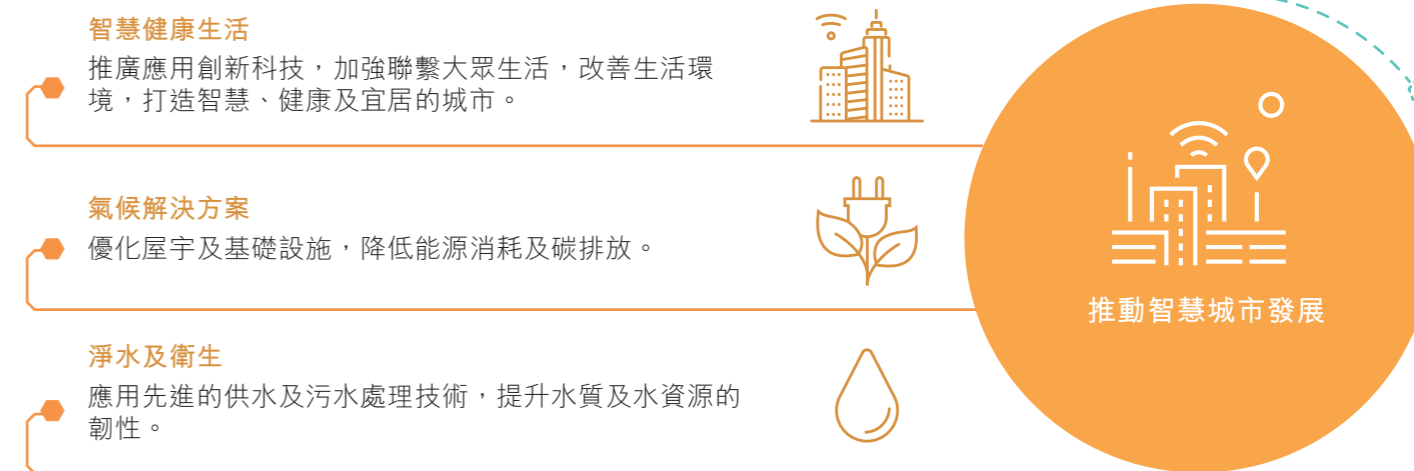 智慧健康生活
推廣應用創新科技，加強聯繫大眾生活，改善生活環
境，打造智慧、健康及宜居的城市。
氣候解決方案
優化屋宇及基礎設施，降低能源消耗及碳排放。
淨水及衛生
應用先進的供水及污水處理技術，提升水質及水資源的
韌性。
推動智慧城市發展